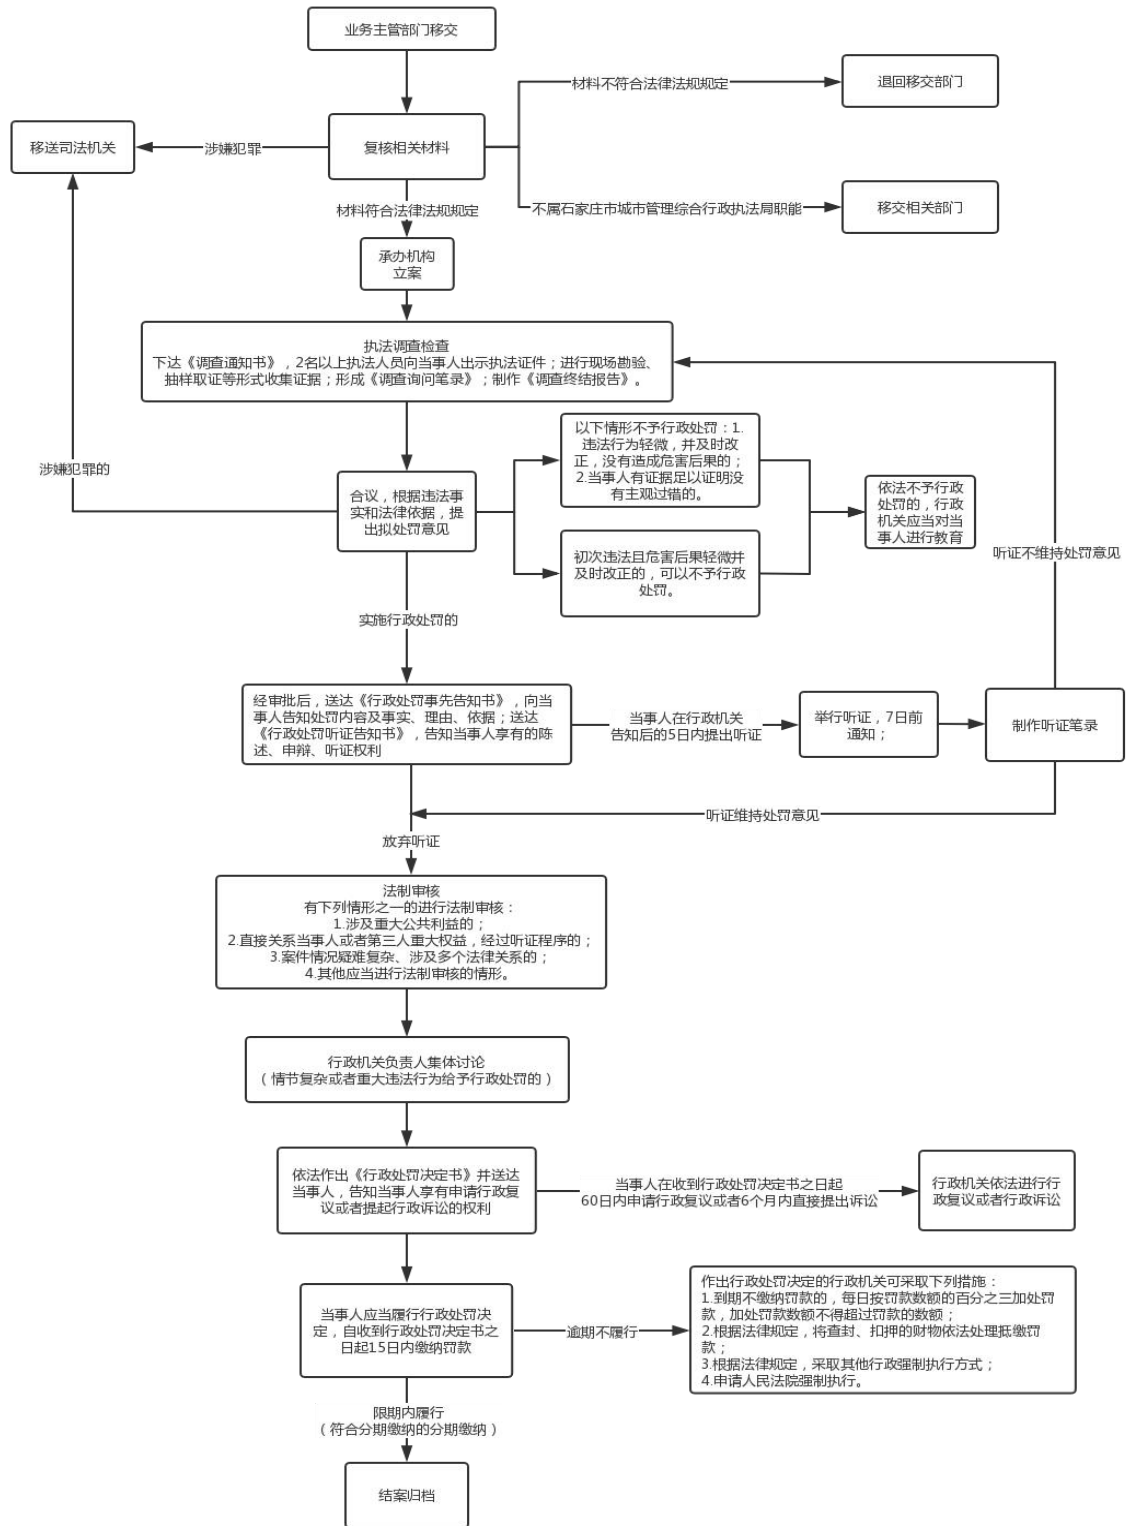 业务主管部门移交
材料不符合法律法规规定
退回移交部门
移送司法机关
涉嫌犯罪
复核相关材料
不属石家庄市城市管理综合行政执法局职能
移交相关部门
材料符合法律法规规定
承办机构
立案
执法调查检查
下达《调查通知书》，2名以上执法人员向当事人出示执法证件；进行现场勘验、
抽样取证等形式收集证据；形成《调查询问笔录》；制作《调查终结报告》。
涉嫌犯罪的
合议，根据违法事
实和法律依据，提
出拟处罚意见
以下情形不予行政处罚：1.
违法行为轻微，并及时改
正，没有造成危害后果的；
2.当事人有证据足以证明没
有主观过错的。
初次违法且危害后果轻微并
及时改正的，可以不予行政
处罚。
依法不予行政
处罚的，行政
机关应当对当
事人进行教育
听证不维持处罚意见
实施行政处罚的
经审批后，送达《行政处罚事先告知书》，向当
事人告知处罚内容及事实、理由、依据；送达
《行政处罚听证告知书》，告知当事人享有的陈
述、申辩、听证权利
当事人在行政机关
告知后的5日内提出听证
举行听证，7日前
通知；
制作听证笔录
听证维持处罚意见
放弃听证
法制审核
有下列情形之一的进行法制审核：
1.涉及重大公共利益的；
2.直接关系当事人或者第三人重大权益，经过听证程序的；
3.案件情况疑难复杂、涉及多个法律关系的；
4.其他应当进行法制审核的情形。
行政机关负责人集体讨论
（情节复杂或者重大违法行为给予行政处罚的）
依法作出《行政处罚决定书》并送达
当事人，告知当事人享有申请行政复
议或者提起行政诉讼的权利
当事人在收到行政处罚决定书之日起
60日内申请行政复议或者6个月内直接提出诉讼
行政机关依法进行行
政复议或者行政诉讼
当事人应当履行行政处罚决
定，自收到行政处罚决定书之
日起15日内缴纳罚款
逾期不履行
作出行政处罚决定的行政机关可采取下列措施：
1.到期不缴纳罚款的，每日按罚款数额的百分之三加处罚
款，加处罚款数额不得超过罚款的数额；
2.根据法律规定，将查封、扣押的财物依法处理抵缴罚
款；
3.根据法律规定，采取其他行政强制执行方式；
4.申请人民法院强制执行。
限期内履行
（符合分期缴纳的分期缴纳）
结案归档